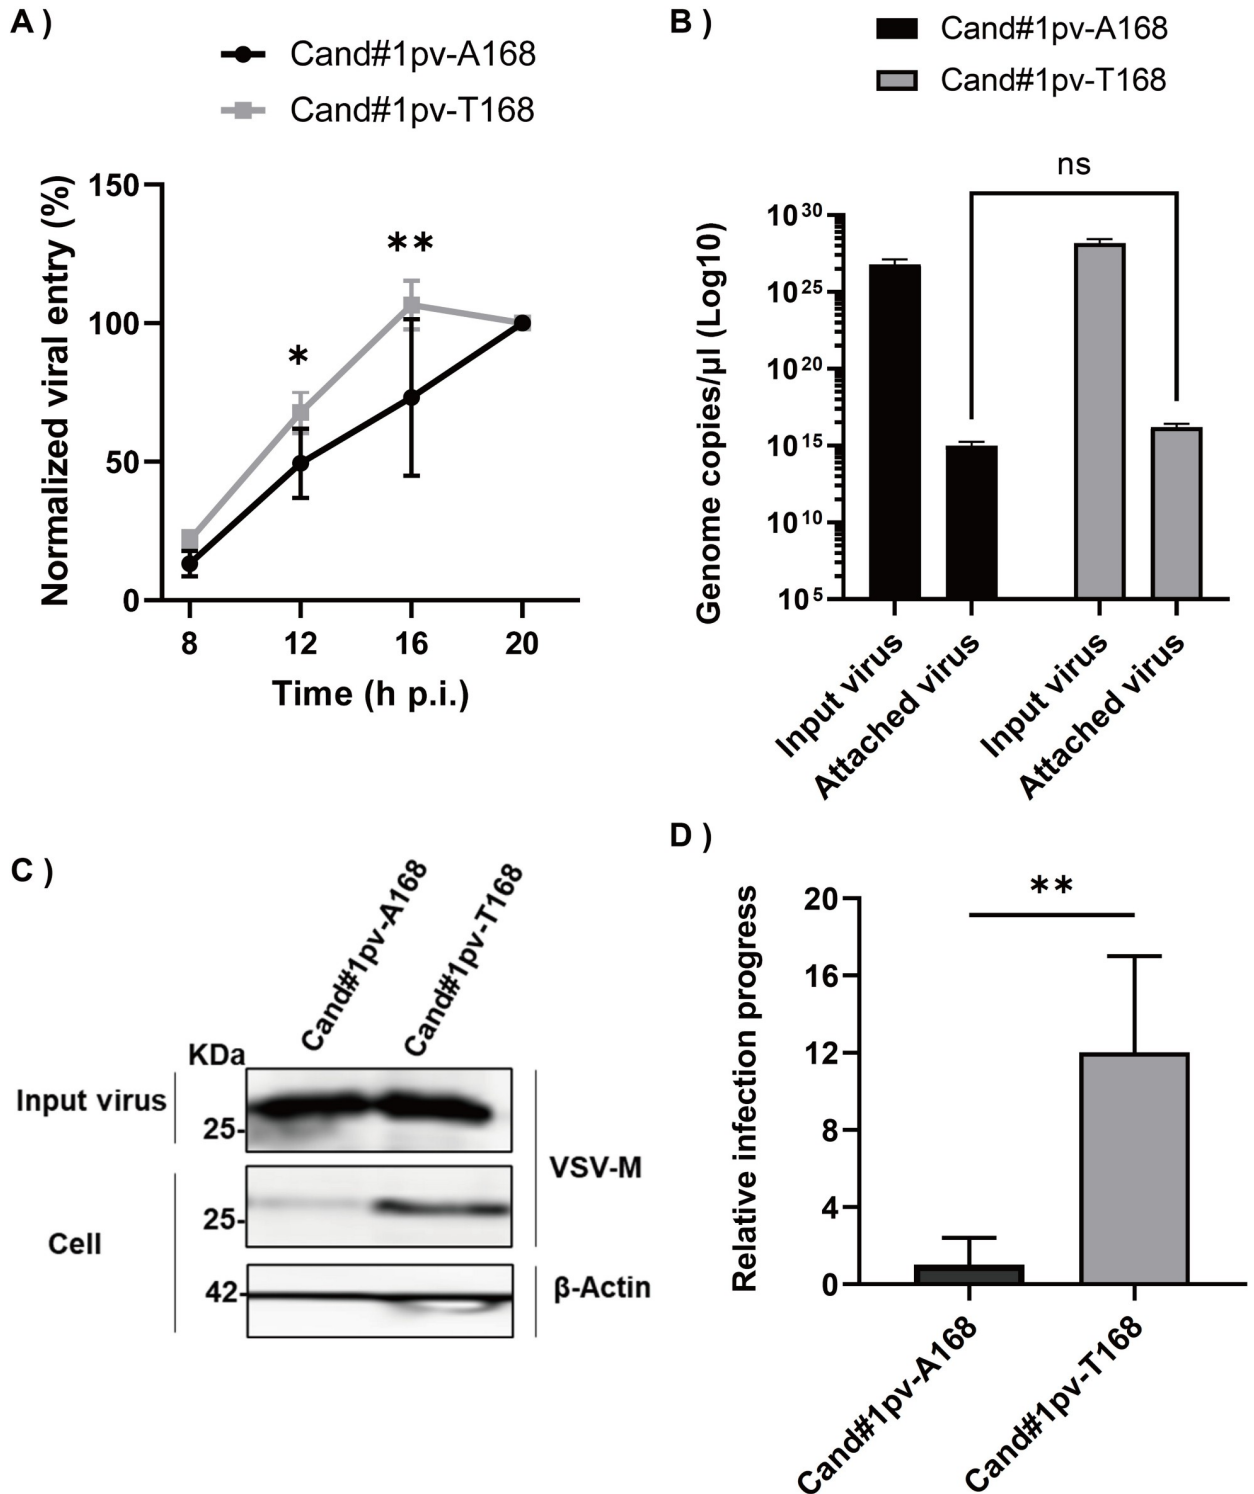 A )
Cand#1pv-A168
Cand#1pv-T168
Normalized viral entry (%)
150
100
50
0
*
**
8 12 16 20
Time (h p.i.)
B )
Cand#1pv-A168
Cand#1pv-T168
ns
Genome copies/µl (Log10)
10³⁰
10²⁵
10²⁰
10¹⁵
10¹⁰
10⁵
Input virus
Attached virus
Input virus
Attached virus
C )
Cand#1pv-A168
Cand#1pv-T168
KDa
Input virus
25-
VSV-M
Cell
25-
42-
β-Actin
D )
**
Relative infection progress
20
16
12
8
4
0
Cand#1pv-A168
Cand#1pv-T168